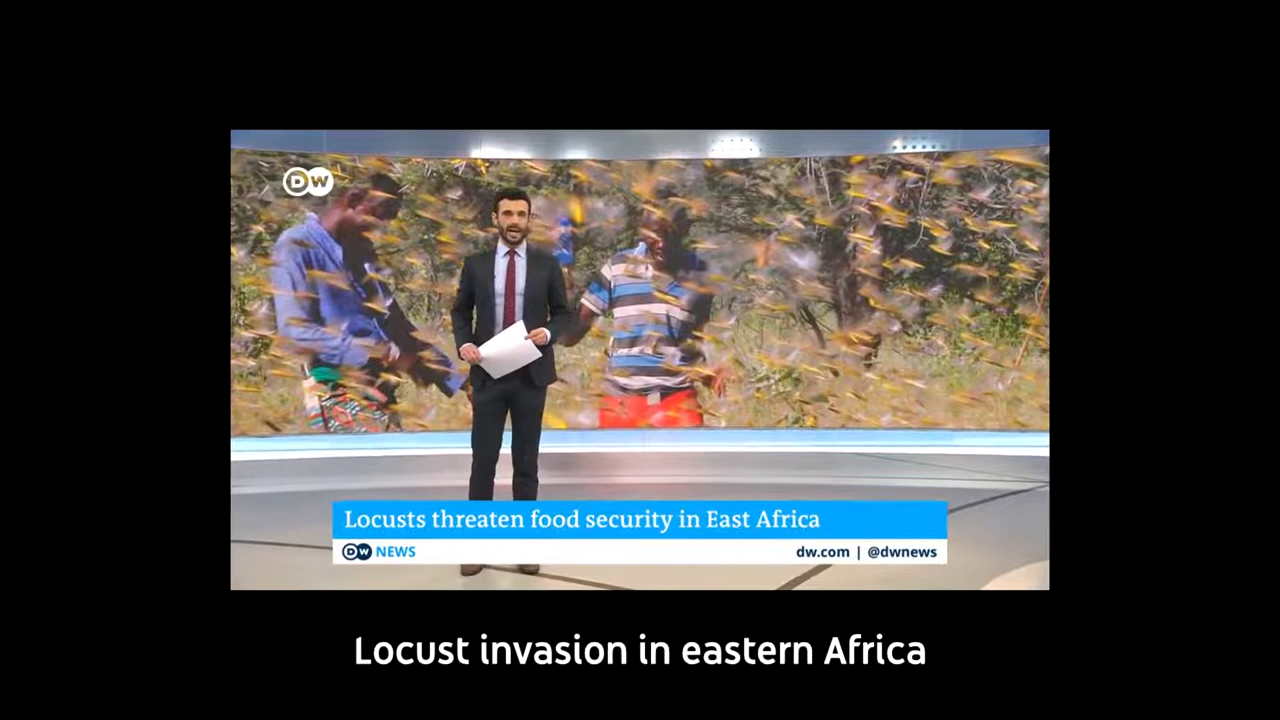 DW
Locusts threaten food security in East Africa
DW NEWS
dw.com | @dwnews
Locust invasion in eastern Africa